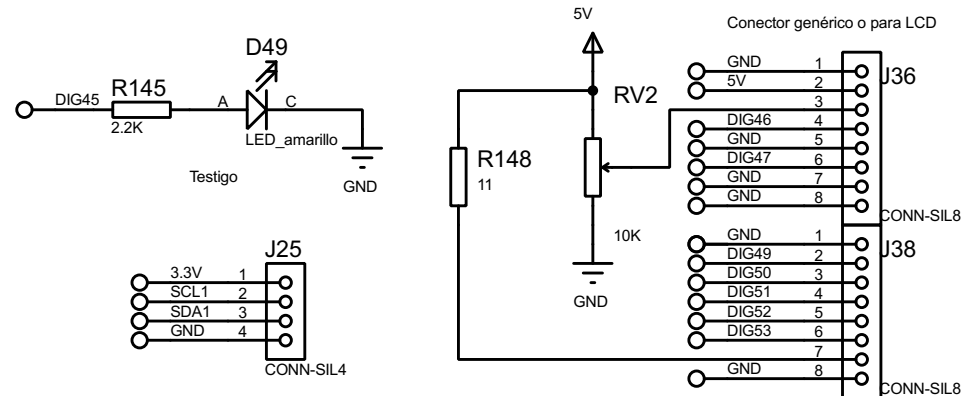 5V
Conector genérico o para LCD
D49
R145
DIG45
A
C
2.2K
LED_amarillo
GND
Testigo
RV2
10K
GND
R148
11
J36
GND 1
5V 2
3
DIG46 4
GND 5
DIG47 6
GND 7
GND 8
CONN-SIL8
J38
GND 1
DIG49 2
DIG50 3
DIG51 4
DIG52 5
DIG53 6
7
GND 8
CONN-SIL8
J25
3.3V 1
SCL1 2
SDA1 3
GND 4
CONN-SIL4